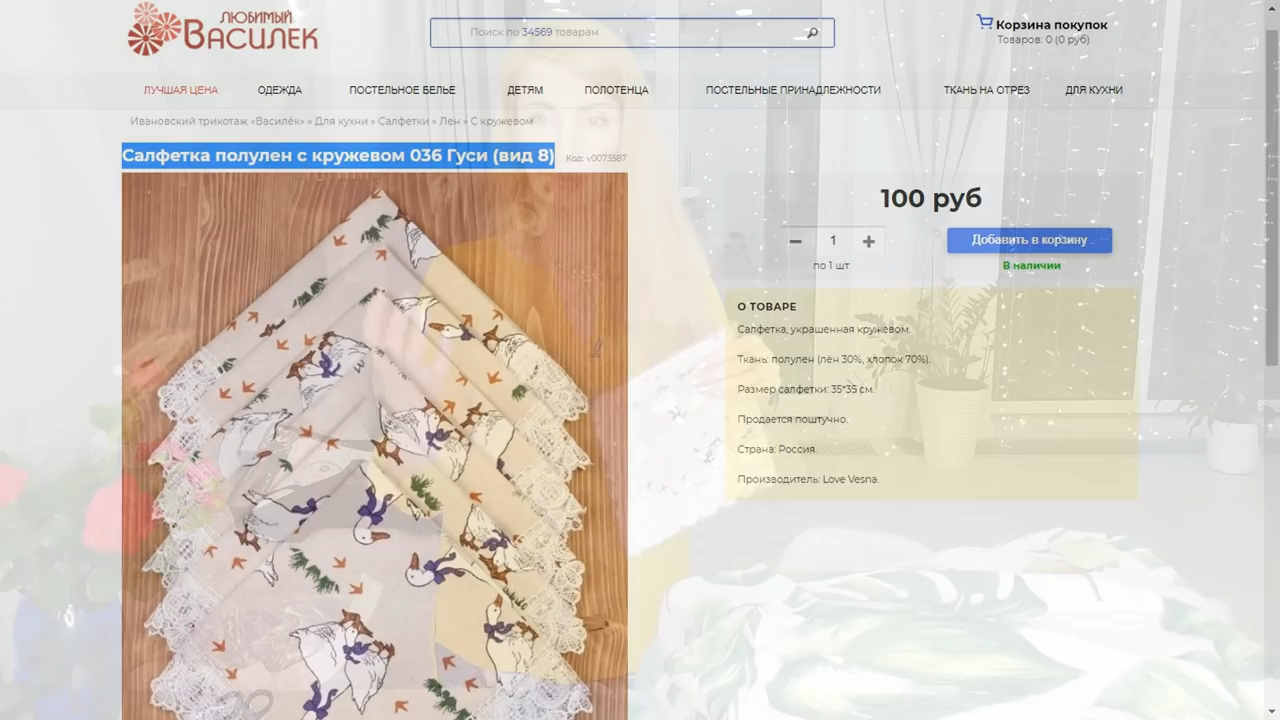 ЛЮБИМЫЙ
ВАСИЛЕК
Поиск по 34569 товарам
Корзина покупок
Товаров: 0 (0 руб)
ЛУЧШАЯ ЦЕНА ОДЕЖДА ПОСТЕЛЬНОЕ БЕЛЬЕ ДЕТЯМ ПОЛОТЕНЦА ПОСТЕЛЬНЫЕ ПРИНАДЛЕЖНОСТИ ТКАНЬ НА ОТРЕЗ ДЛЯ КУХНИ
Ивановский трикотаж «Василёк» » Для кухни » Салфетки » Лен » С кружевом
Салфетка полулен с кружевом 036 Гуси (вид 8) Код: v0073587
100 руб
– 1 +
Добавить в корзину
по 1 шт
В наличии
О ТОВАРЕ
Салфетка, украшенная кружевом.
Ткань: полулен (лён 30%, хлопок 70%).
Размер салфетки: 35*35 см.
Продается поштучно.
Страна: Россия.
Производитель: Love Vesna.